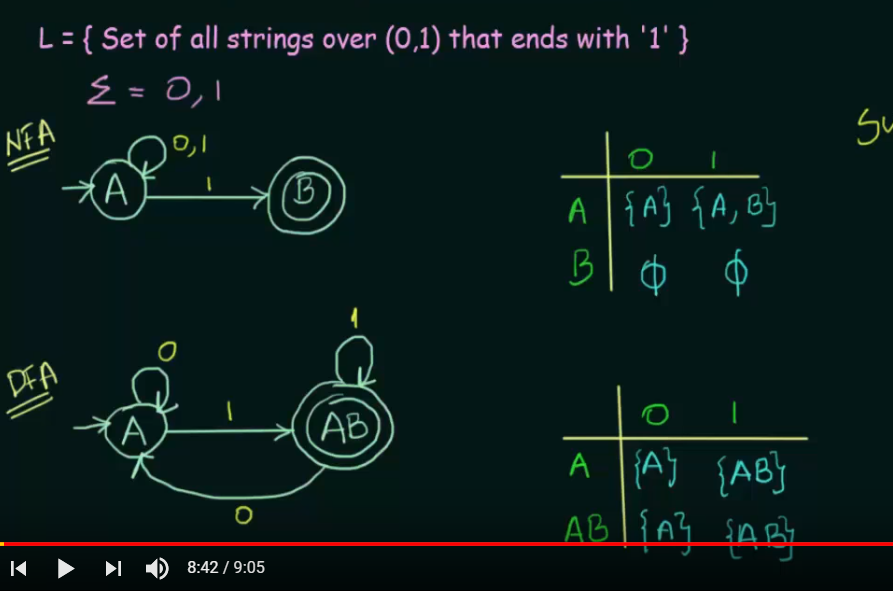 L = { Set of all strings over (0,1) that ends with '1' }
Σ = 0, 1
NFA
0,1
A
1
B
0 1
A {A} {A, B}
B ϕ ϕ
DFA
0
1
A
1
AB
0
0 1
A {A} {AB}
AB {A} {AB}
8:42 / 9:05